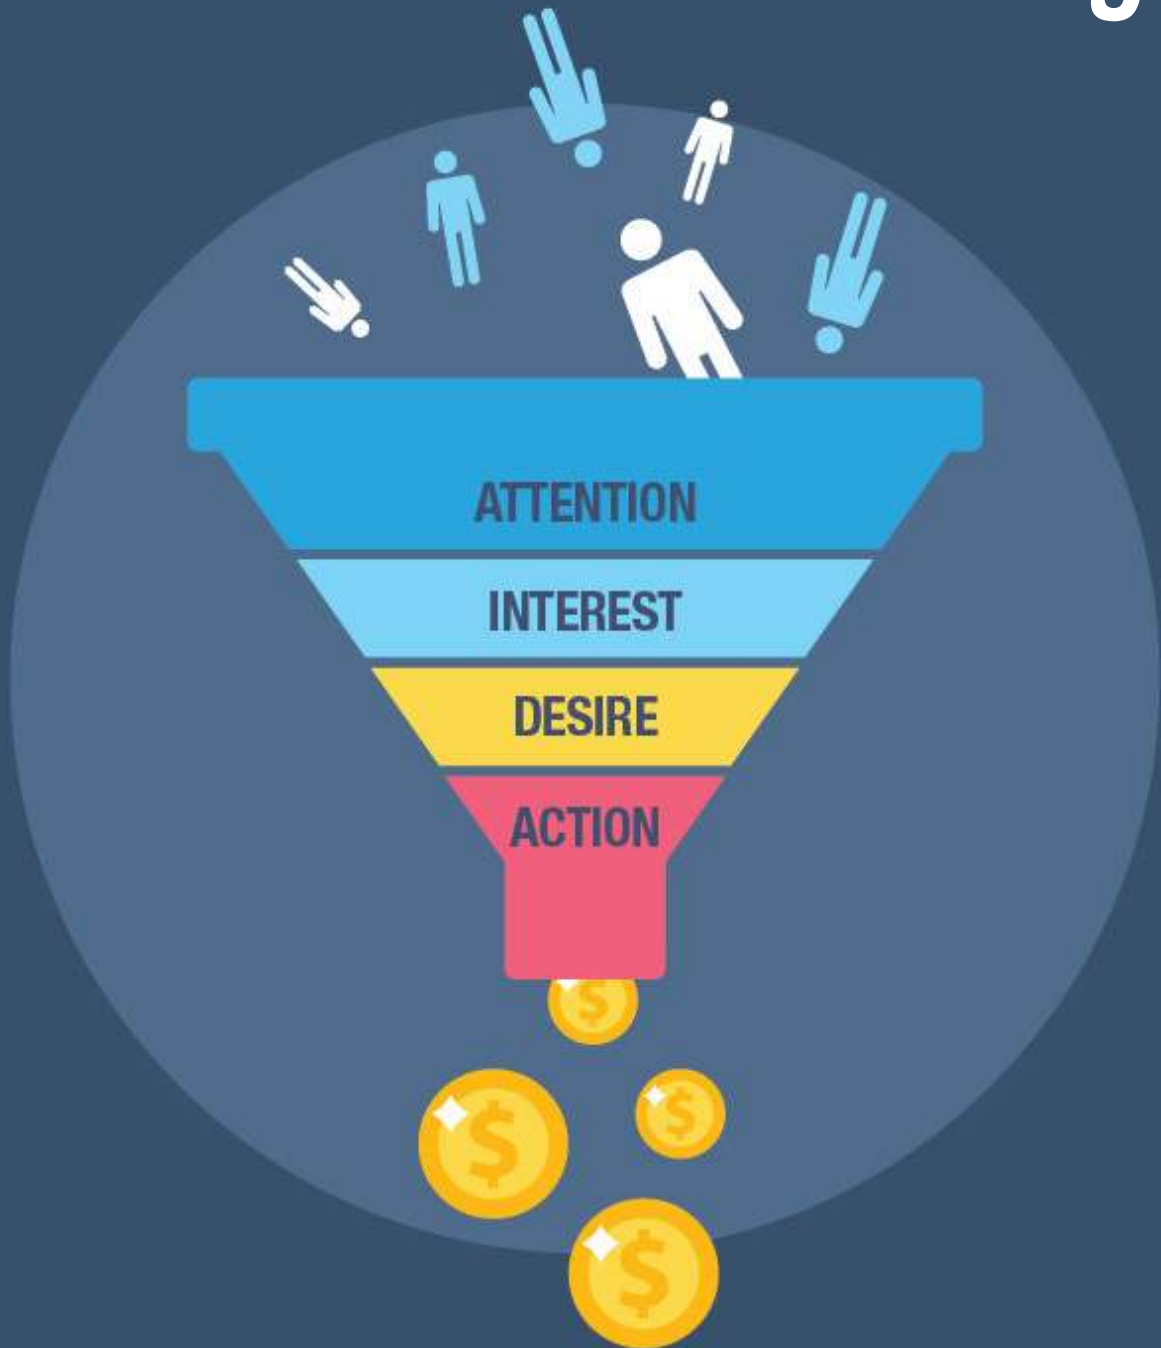 ATTENTION
INTEREST
DESIRE
ACTION
$
$
$
$